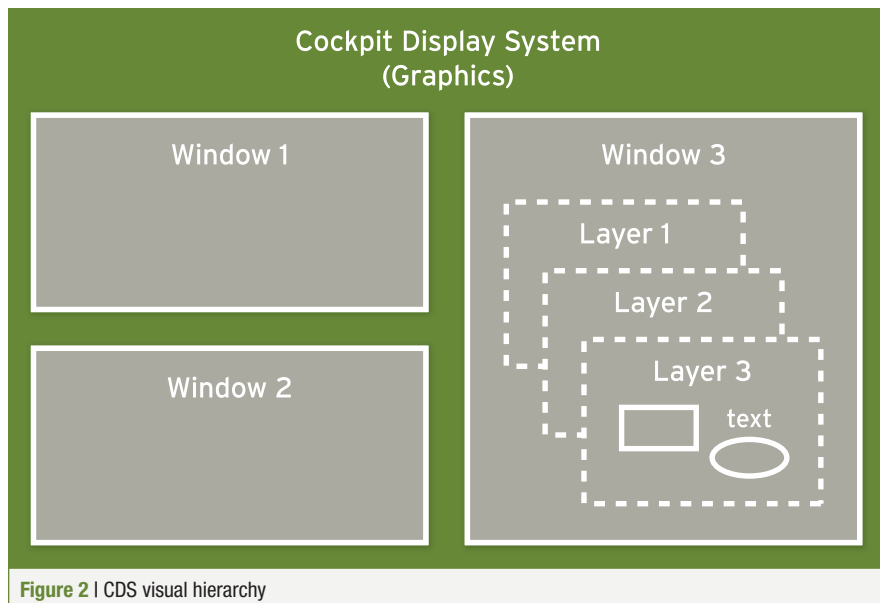 Cockpit Display System
(Graphics)
Window 1
Window 2
Window 3
Layer 1
Layer 2
Layer 3
text
Figure 2 | CDS visual hierarchy